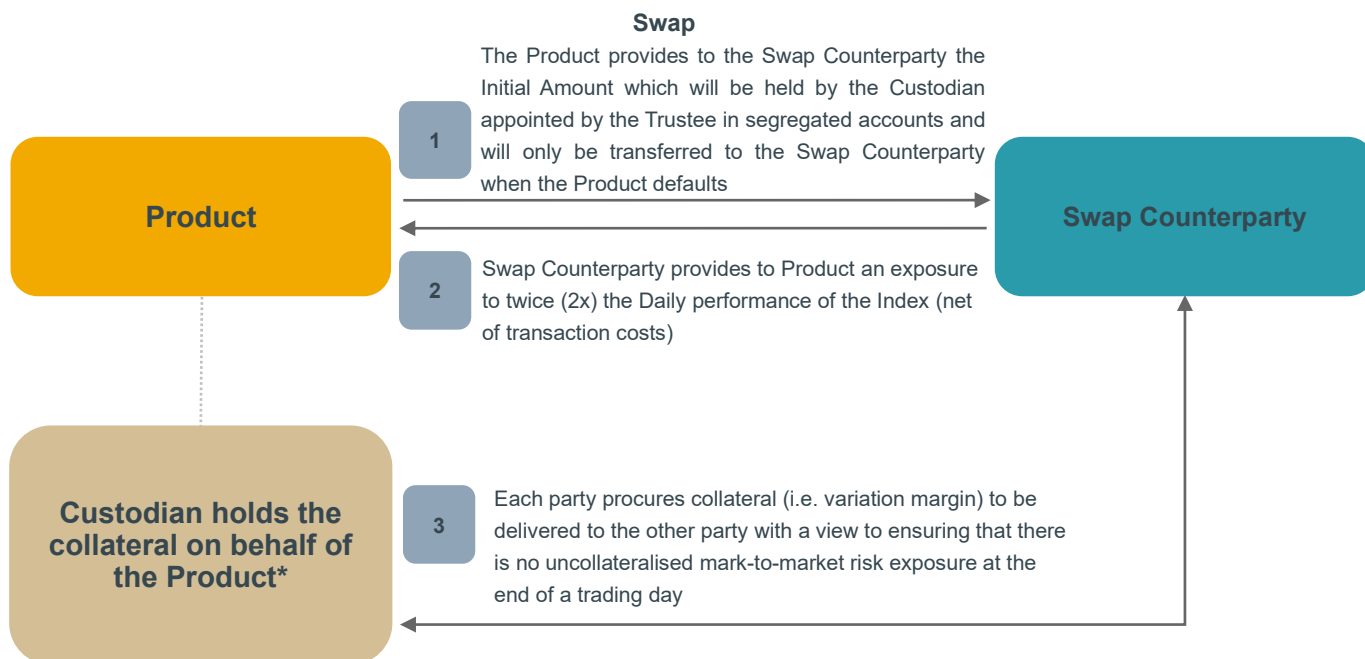 Swap
The Product provides to the Swap Counterparty the
Initial Amount which will be held by the Custodian
appointed by the Trustee in segregated accounts and
will only be transferred to the Swap Counterparty
when the Product defaults
1
Product
Swap Counterparty
2
Swap Counterparty provides to Product an exposure
to twice (2x) the Daily performance of the Index (net
of transaction costs)
Custodian holds the
collateral on behalf of
the Product*
3
Each party procures collateral (i.e. variation margin) to be
delivered to the other party with a view to ensuring that there
is no uncollateralised mark-to-market risk exposure at the
end of a trading day